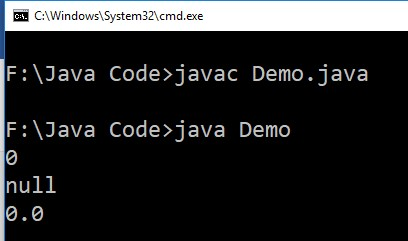 C:\Windows\System32\cmd.exe
F:\Java Code>javac Demo.java
F:\Java Code>java Demo
0
null
0.0